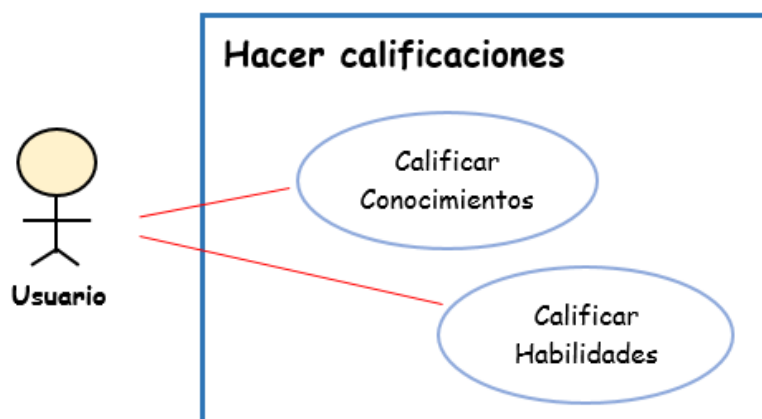 Hacer calificaciones
Calificar
Conocimientos
Usuario
Calificar
Habilidades